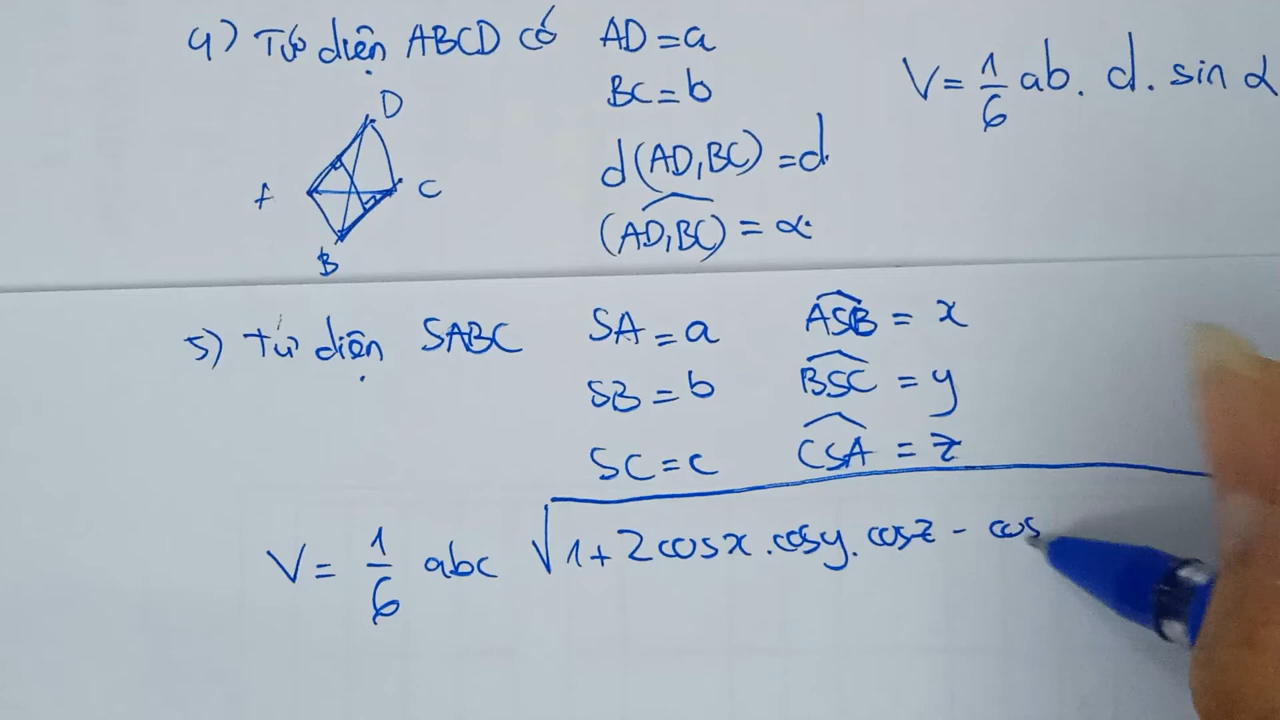 4) Tứ diện ABCD có AD = a
BC = b
V = 1/6 ab. d. sin α
d(AD, BC) = d
(AD, BC) = α
D
A
C
B
5) Tứ diện SABC SA = a ASB = x
SB = b BSC = y
SC = c CSA = z
V = 1/6 abc √1 + 2cosx . cosy . cosz - cos